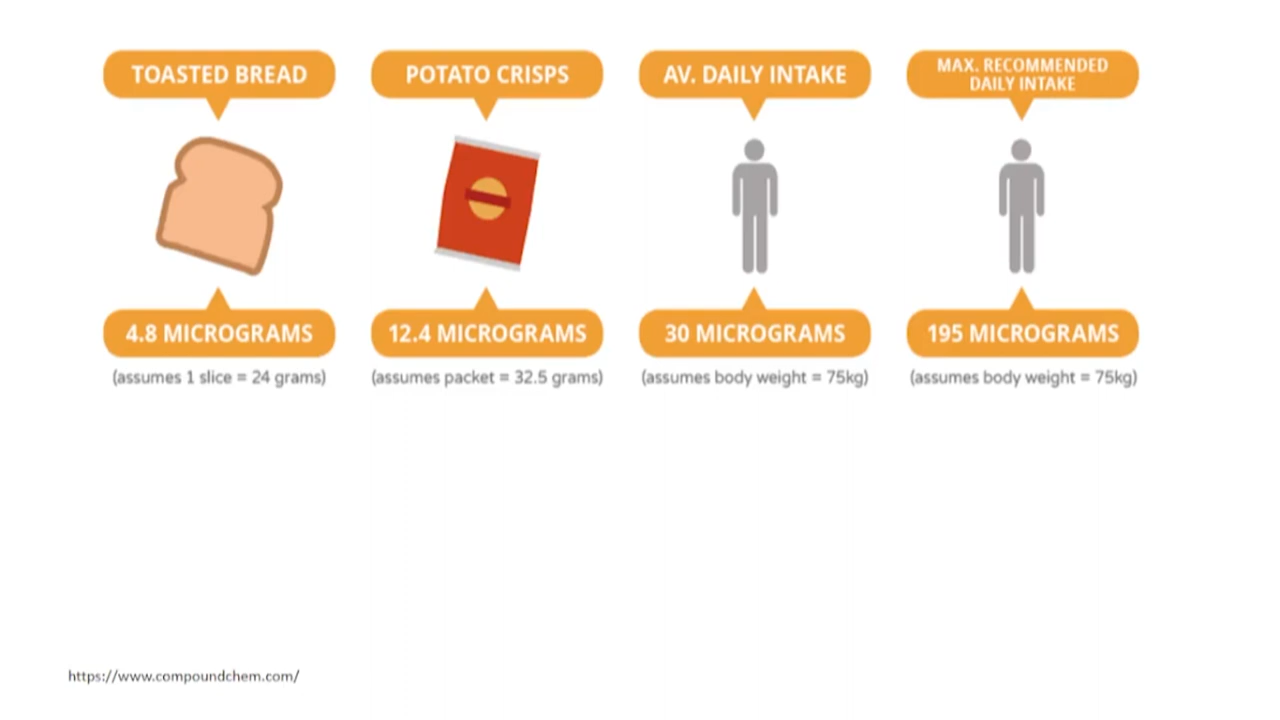 TOASTED BREAD
POTATO CRISPS
AV. DAILY INTAKE
MAX. RECOMMENDED
DAILY INTAKE
4.8 MICROGRAMS
12.4 MICROGRAMS
30 MICROGRAMS
195 MICROGRAMS
(assumes 1 slice = 24 grams)
(assumes packet = 32.5 grams)
(assumes body weight = 75kg)
(assumes body weight = 75kg)
https://www.compoundchem.com/